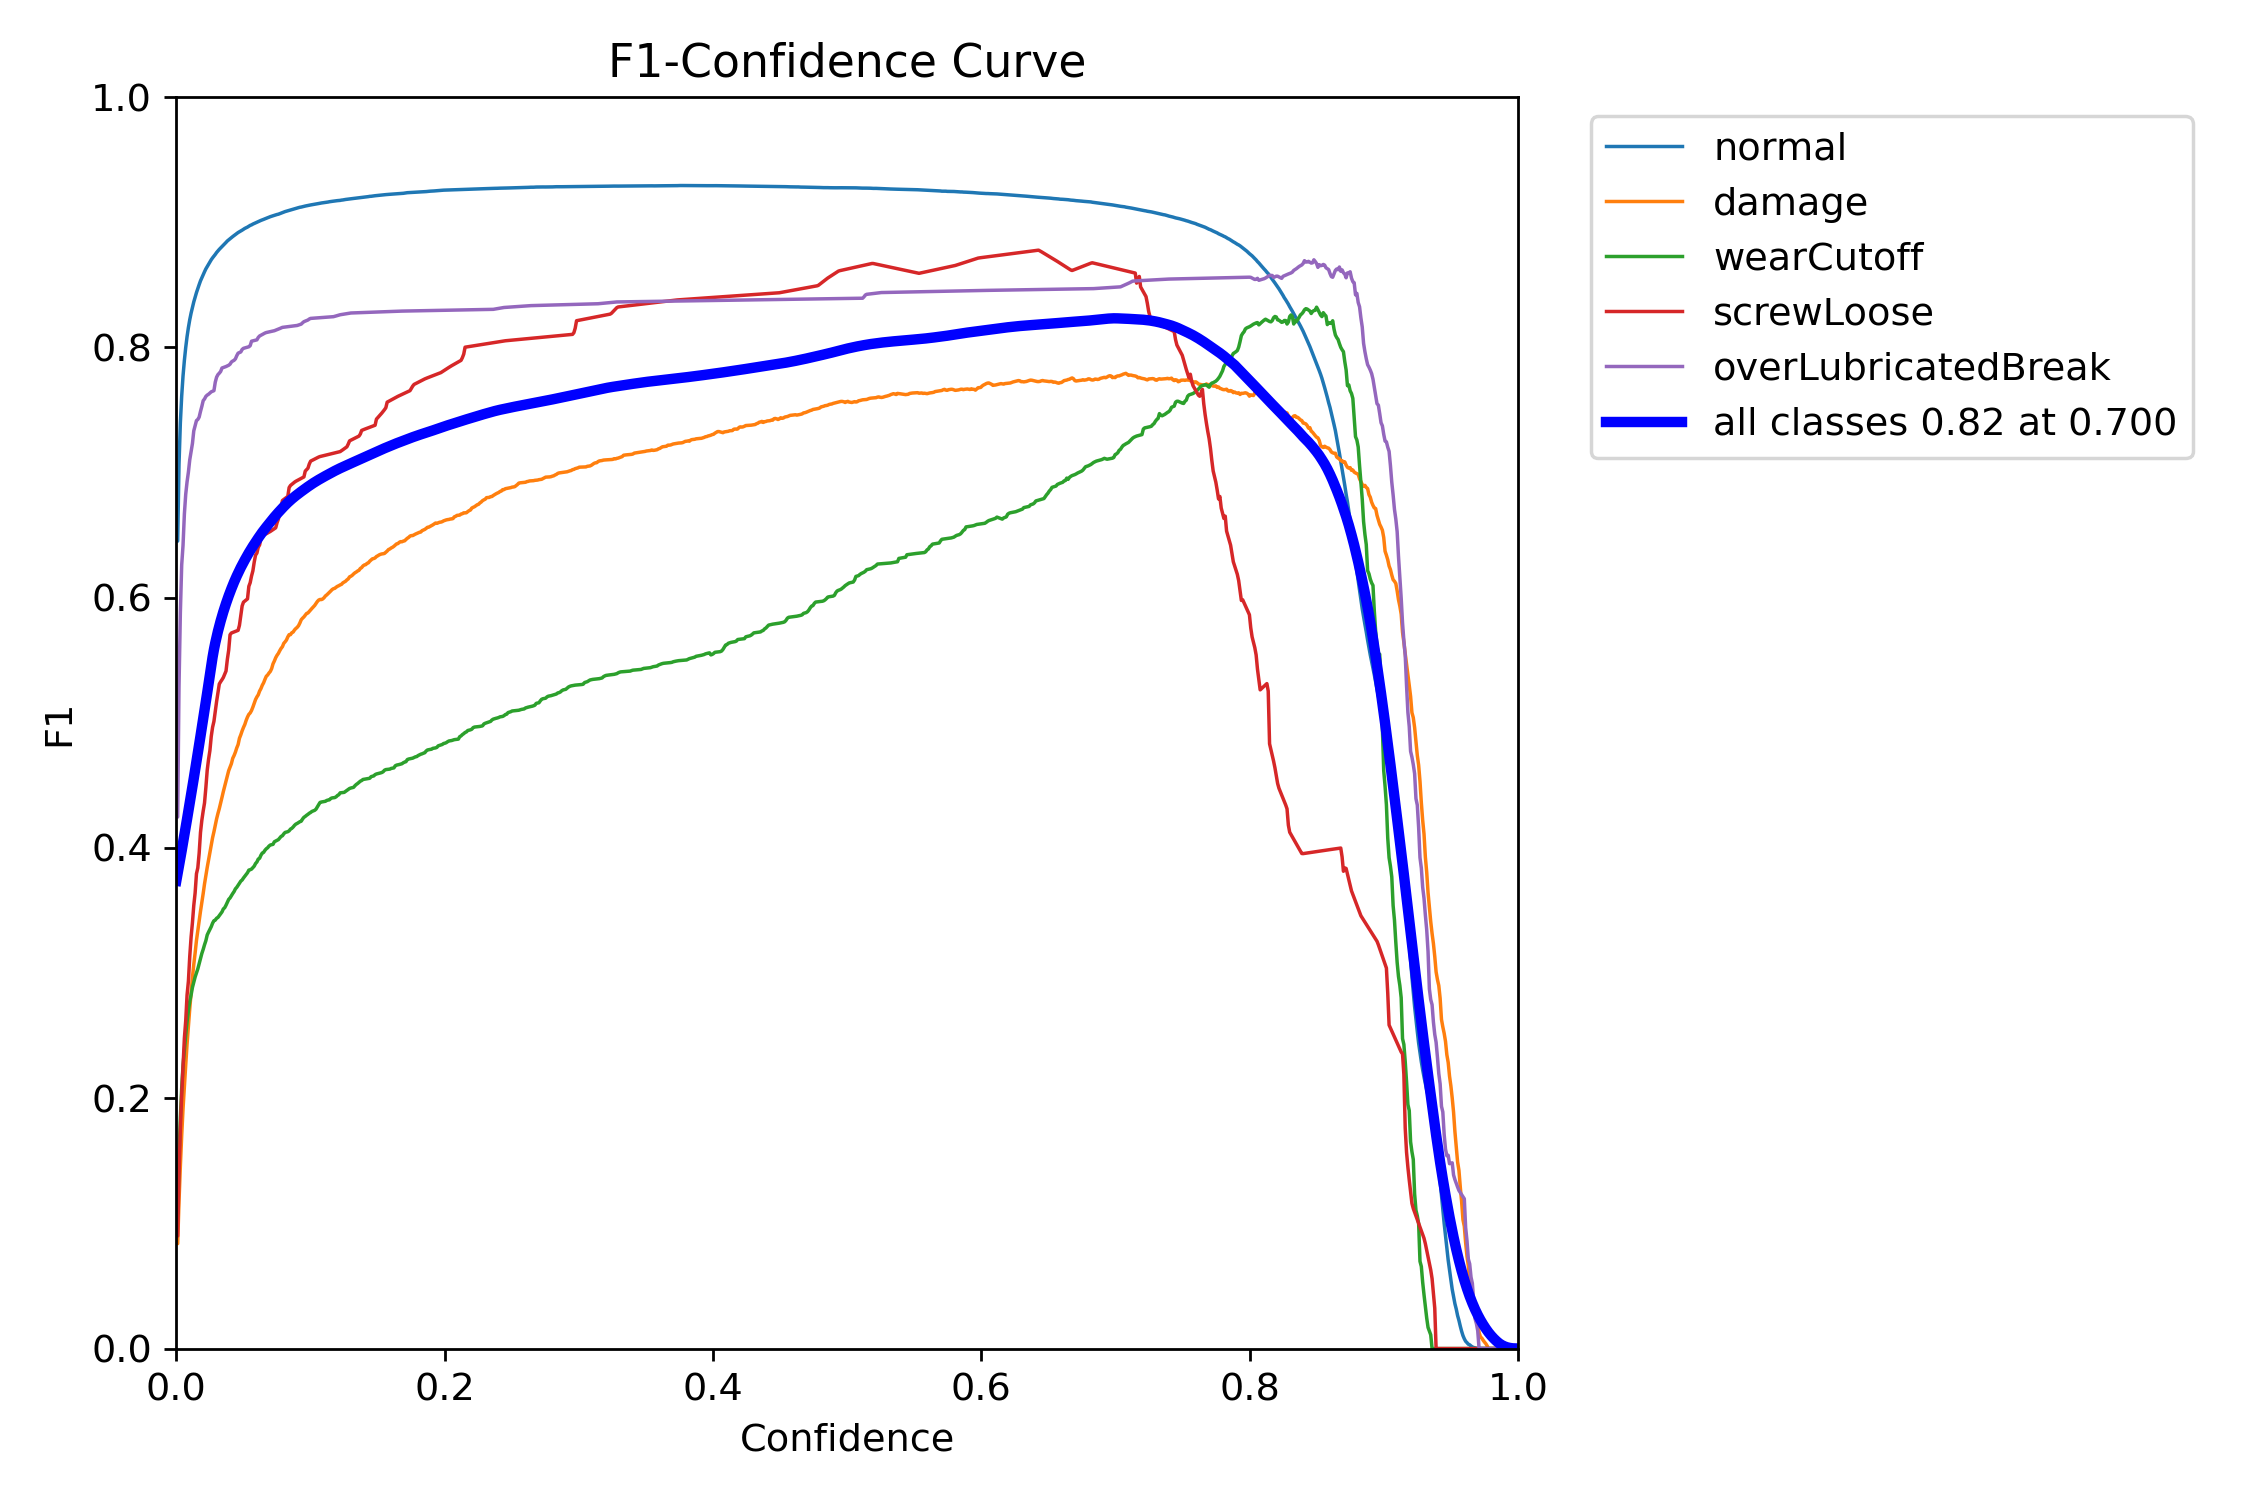 F1-Confidence Curve
1.0
0.8
0.6
0.4
0.2
0.0
F1
0.0 0.2 0.4 0.6 0.8 1.0
Confidence
normal
damage
wearCutoff
screwLoose
overLubricatedBreak
all classes 0.82 at 0.700